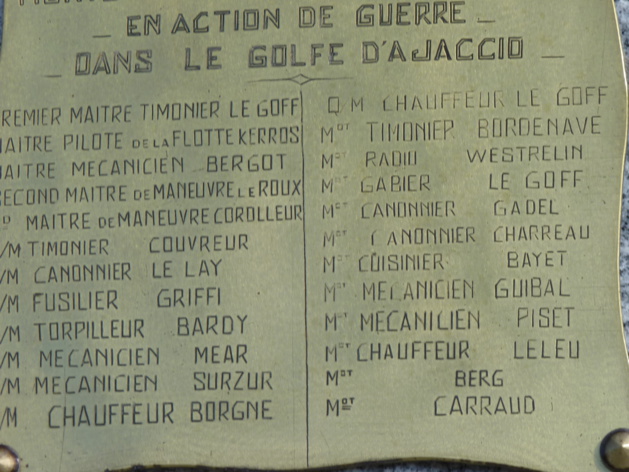 _ EN ACTION DE GUERRE _
_ DANS LE GOLFE D'AJACCIO _
REMIER MAITRE TIMONIER LE GOFF
AITRE PILOTE DE LA FLOTTE KERROS
AITRE MECANICIEN BERGOT
ECOND MAITRE DE MANEUVRE LE ROUX
D MAITRE DE MANEUVRE COROLLEUR
/M TIMONIER COUVREUR
/M CANONNIER LE LAY
/M FUSILIER GRIFFI
/M TORPILLEUR BARDY
/M MECANICIEN MEAR
/M MECANICIEN SURZUR
/M CHAUFFEUR BORGNE
Q M CHAUFFEUR LE GOFF
MOT TIMONIER BORDENAVE
MOT RADIO WESTRELIN
MOT GABIER LE GOFF
MOT CANONNIER GADEL
MOT CANONNIER CHARREAU
MOT CUISINIER BAYET
MOT MECANICIEN GUIBAL
MOT MECANICIEN PISET
MOT CHAUFFEUR LELEU
MOT BERG
MOT CARRAUD